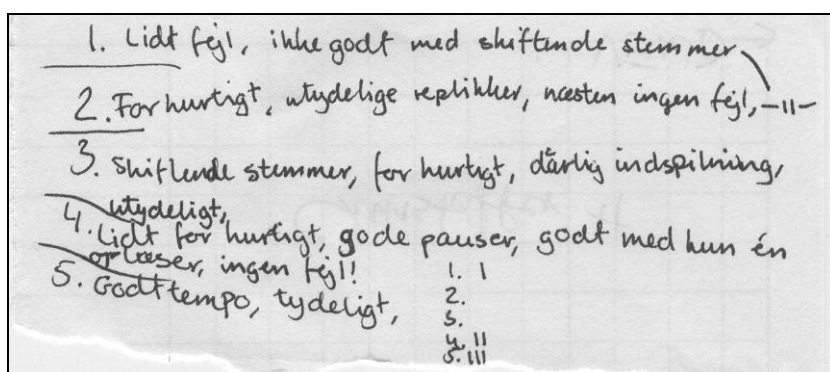 1. Lidt fejl, ikke godt med skiftende stemmer
2. For hurtigt, utydelige replikker, næsten ingen fejl, -11-
3. Skiftende stemmer, for hurtigt, dårlig indspilning,
utydeligt,
4. Lidt for hurtigt, gode pauser, godt med kun én
oplæser, ingen fejl!
5. Godt tempo, tydeligt,
1. I
2.
3.
4. II
5. III